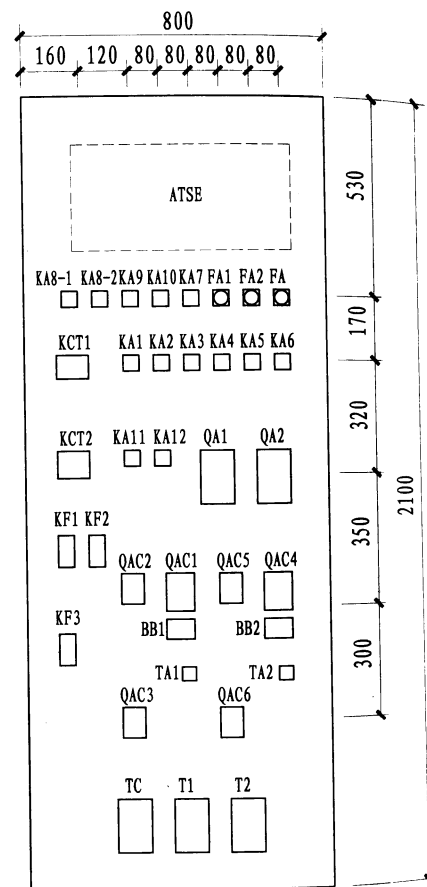 800
160 120 80 80 80 80 80
530
ATSE
KA8-1 KA8-2 KA9 KA10 KA7 FA1 FA2 FA
170
KCT1 KA1 KA2 KA3 KA4 KA5 KA6
320
KCT2 KA11 KA12 QA1 QA2
2100
KF1 KF2
350
QAC2 QAC1 QAC5 QAC4
KF3 BB1 BB2
300
TA1 TA2
QAC3 QAC6
TC T1 T2